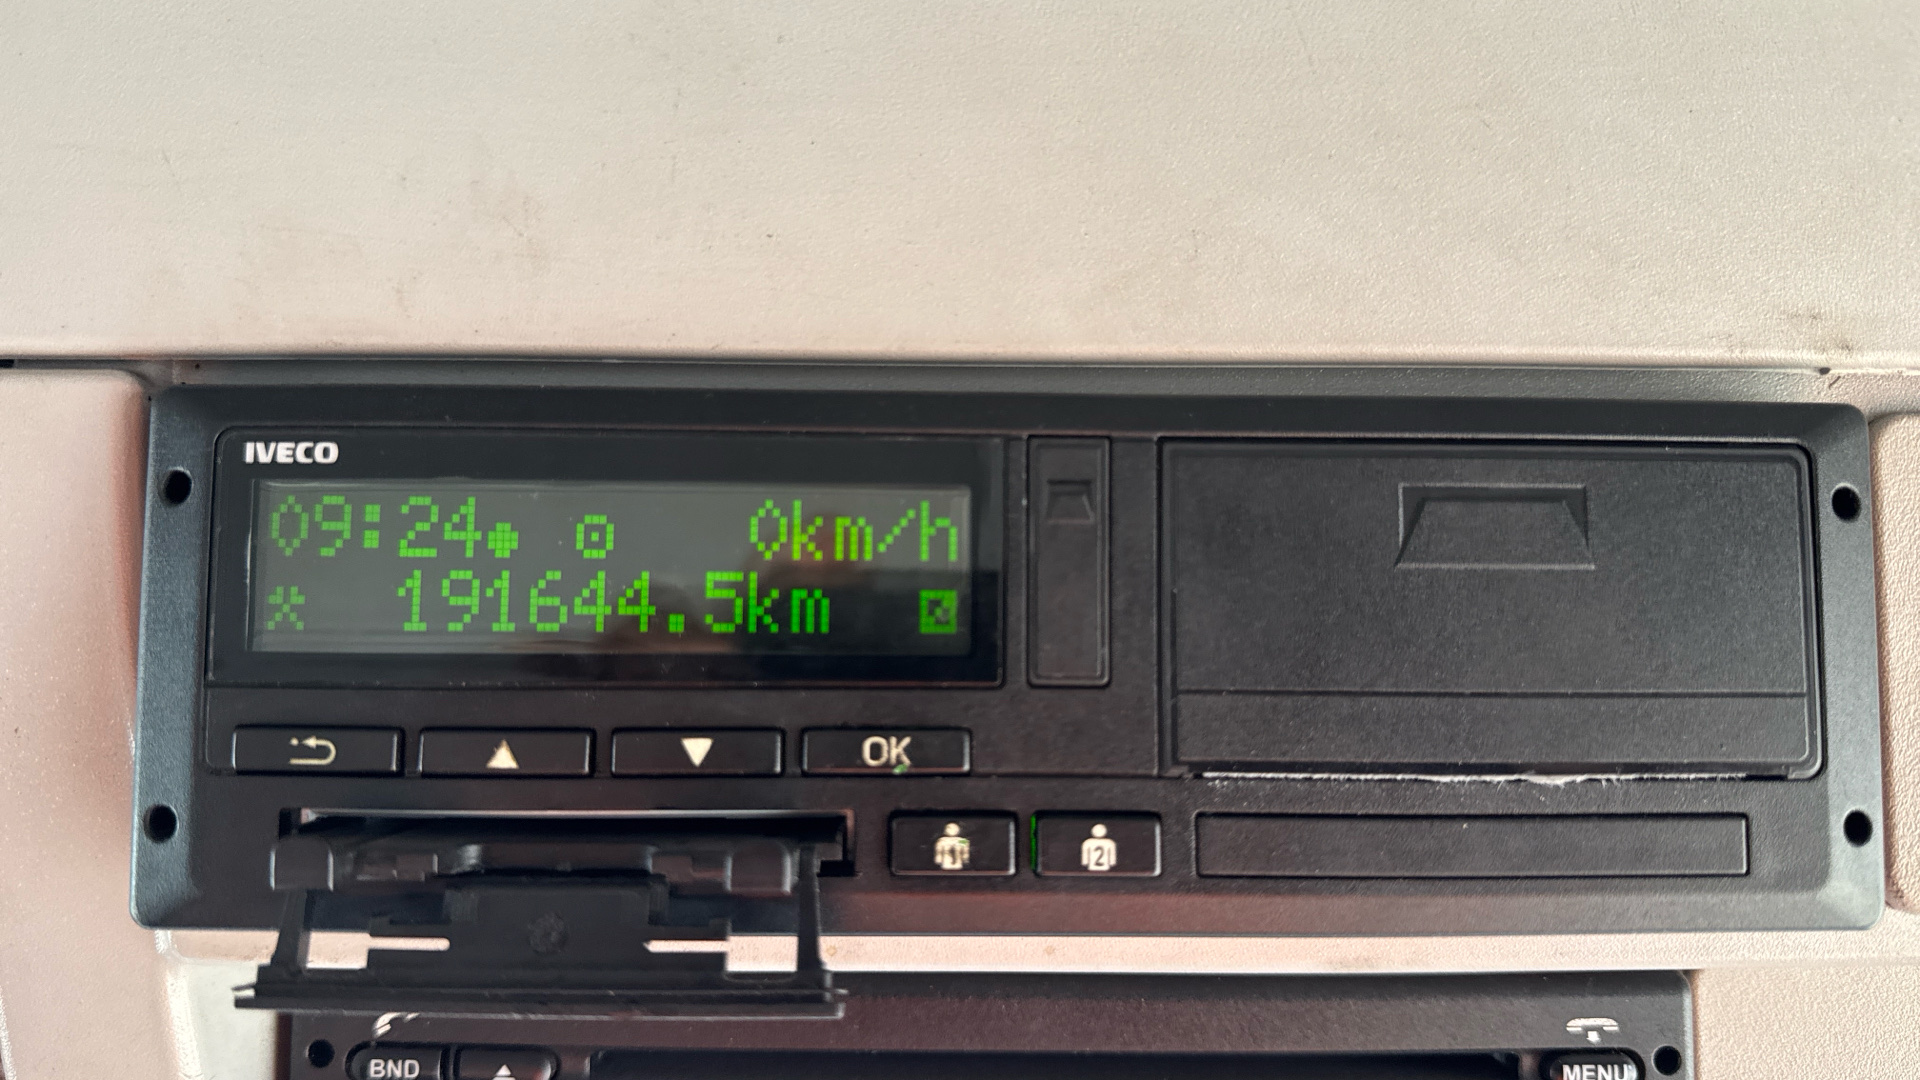 IVECO
09:24 0km/h
191644.5km
OK
1 2
BND MENU